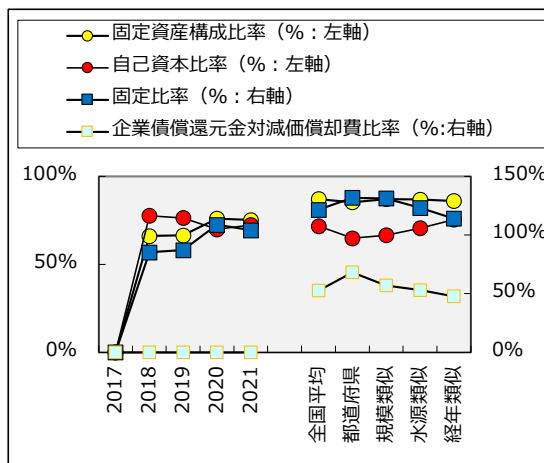 固定資産構成比率（%：左軸）
自己資本比率（%：左軸）
固定比率（%：右軸）
企業債償還元金対減価償却費比率（%:右軸）
100%
50%
0%
150%
100%
50%
0%
2017
2018
2019
2020
2021
全国平均
都道府県
規模類似
水源類似
経年類似